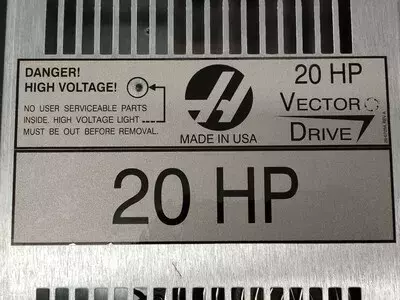 DANGER!
HIGH VOLTAGE!
NO USER SERVICEABLE PARTS
INSIDE. HIGH VOLTAGE LIGHT
MUST BE OUT BEFORE REMOVAL.
MADE IN USA
20 HP
VECTOR
DRIVE
20 HP